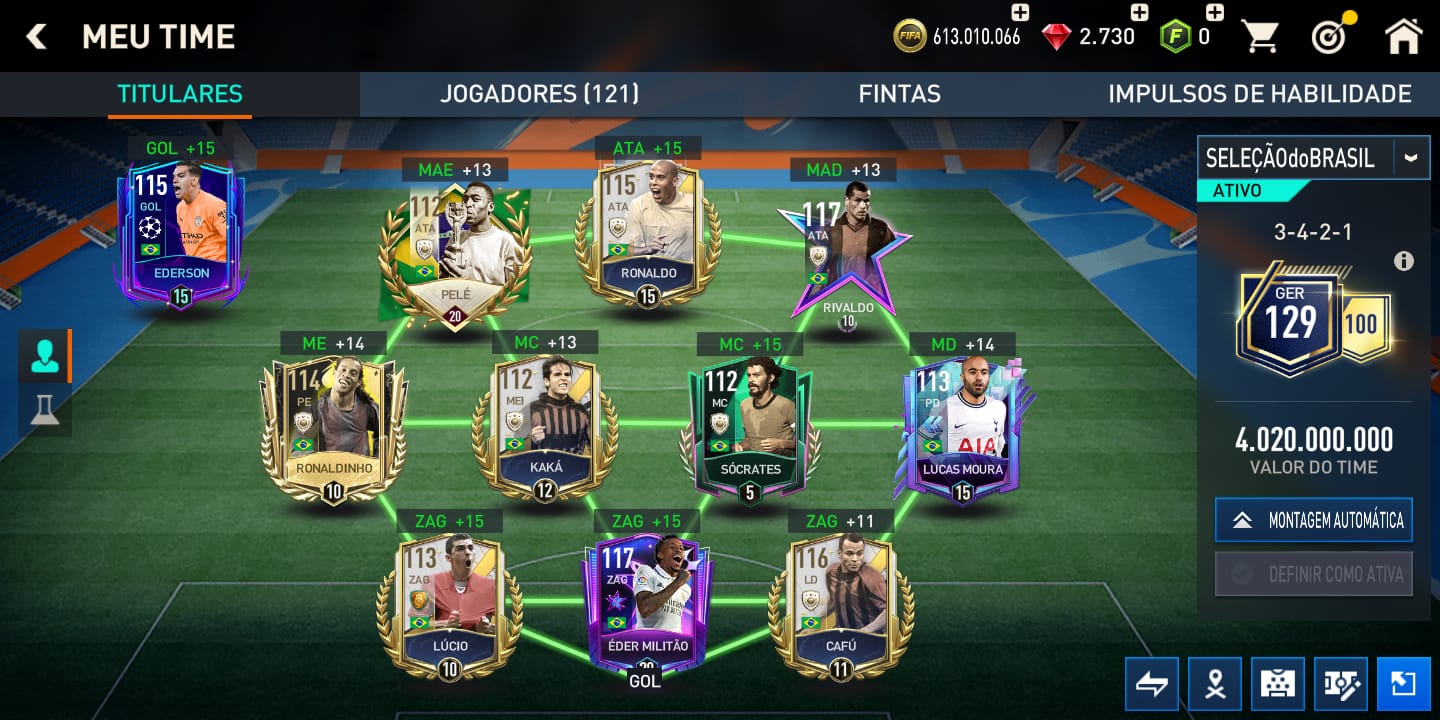 MEU TIME
613.010.066
2.730
0
TITULARES
JOGADORES (121)
FINTAS
IMPULSOS DE HABILIDADE
GOL +15
115
GOL
EDERSON
15
MAE +13
112
ATA
PELÉ
20
ATA +15
115
ATA
RONALDO
15
MAD +13
117
ATA
RIVALDO
10
ME +14
114
PE
RONALDINHO
10
MC +13
112
MEI
KAKÁ
12
MC +15
112
MC
SÓCRATES
5
MD +14
113
PD
AIA
LUCAS MOURA
15
ZAG +15
113
ZAG
LÚCIO
10
ZAG +15
117
ZAG
ÉDER MILITÃO
20
GOL
ZAG +11
116
LD
CAFÚ
11
SELEÇÃOdoBRASIL
ATIVO
3-4-2-1
GER
129
100
4.020.000.000
VALOR DO TIME
MONTAGEM AUTOMÁTICA
DEFINIR COMO ATIVA